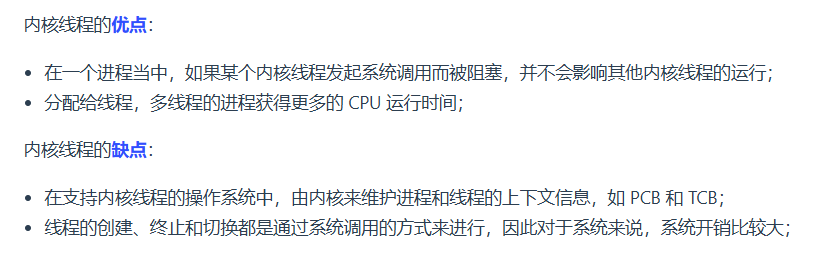 内核线程的优点：
• 在一个进程当中，如果某个内核线程发起系统调用而被阻塞，并不会影响其他内核线程的运行；
• 分配给线程，多线程的进程获得更多的 CPU 运行时间；
内核线程的缺点：
• 在支持内核线程的操作系统中，由内核来维护进程和线程的上下文信息，如 PCB 和 TCB；
• 线程的创建、终止和切换都是通过系统调用的方式来进行，因此对于系统来说，系统开销比较大；